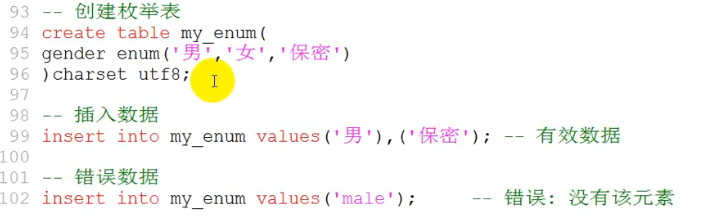 93 -- 创建枚举表
94 create table my_enum(
95 gender enum('男','女','保密')
96 )charset utf8;
97
98 -- 插入数据
99 insert into my_enum values('男'),('保密'); -- 有效数据
100
101 -- 错误数据
102 insert into my_enum values('male'); -- 错误: 没有该元素